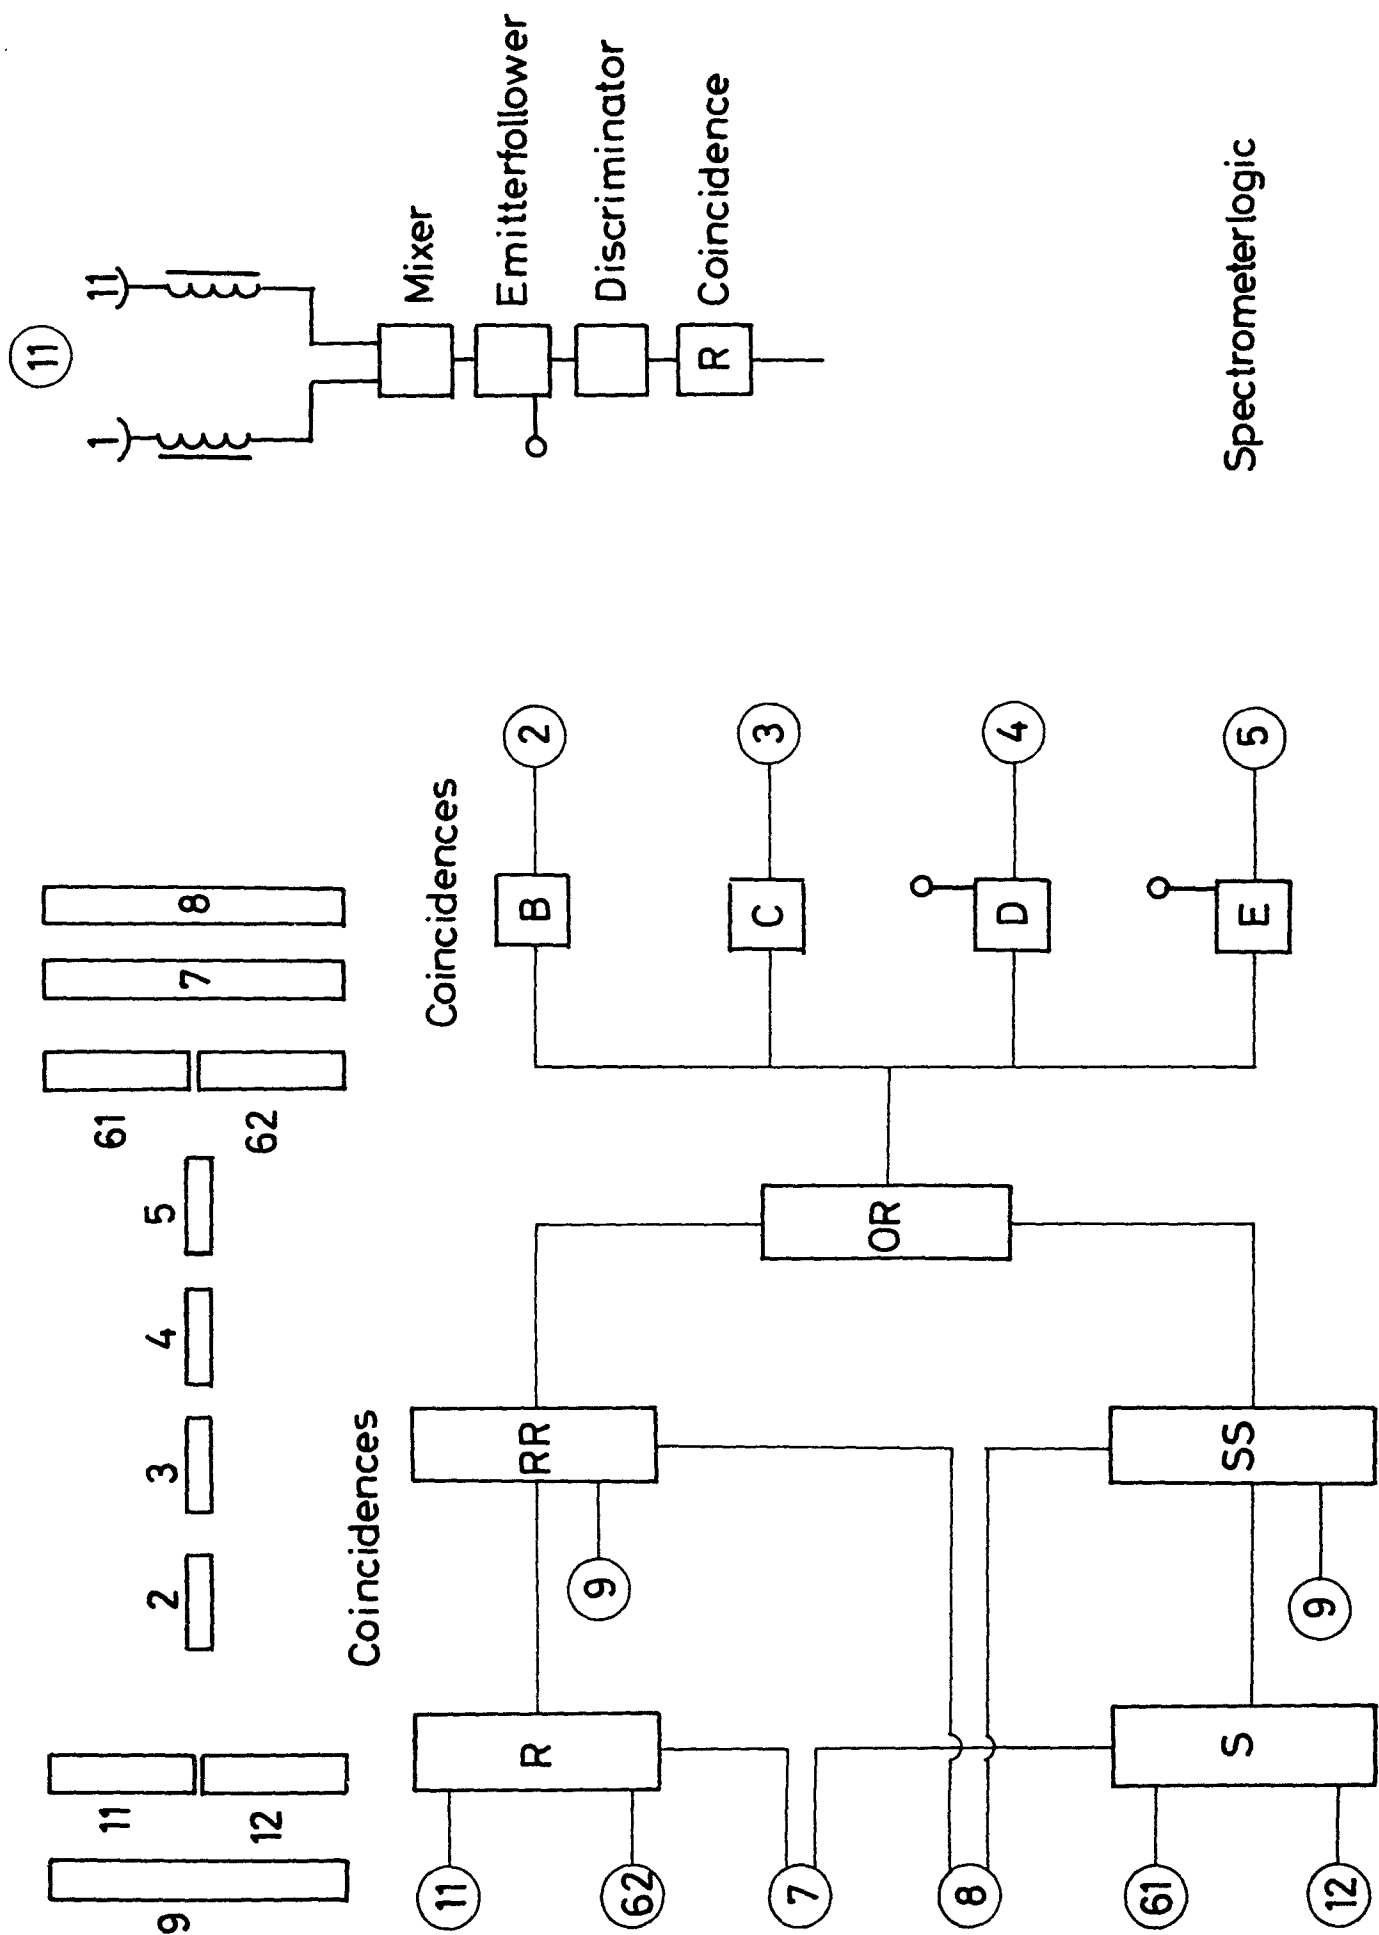 9
11
12
2
3
4
5
61
62
7
8
11
1
11
Mixer
Emitterfollower
Discriminator
R
Coincidence
Coincidences
Coincidences
11
62
7
8
61
12
R
S
9
9
RR
SS
OR
B
C
D
E
2
3
4
5
Spectrometerlogic